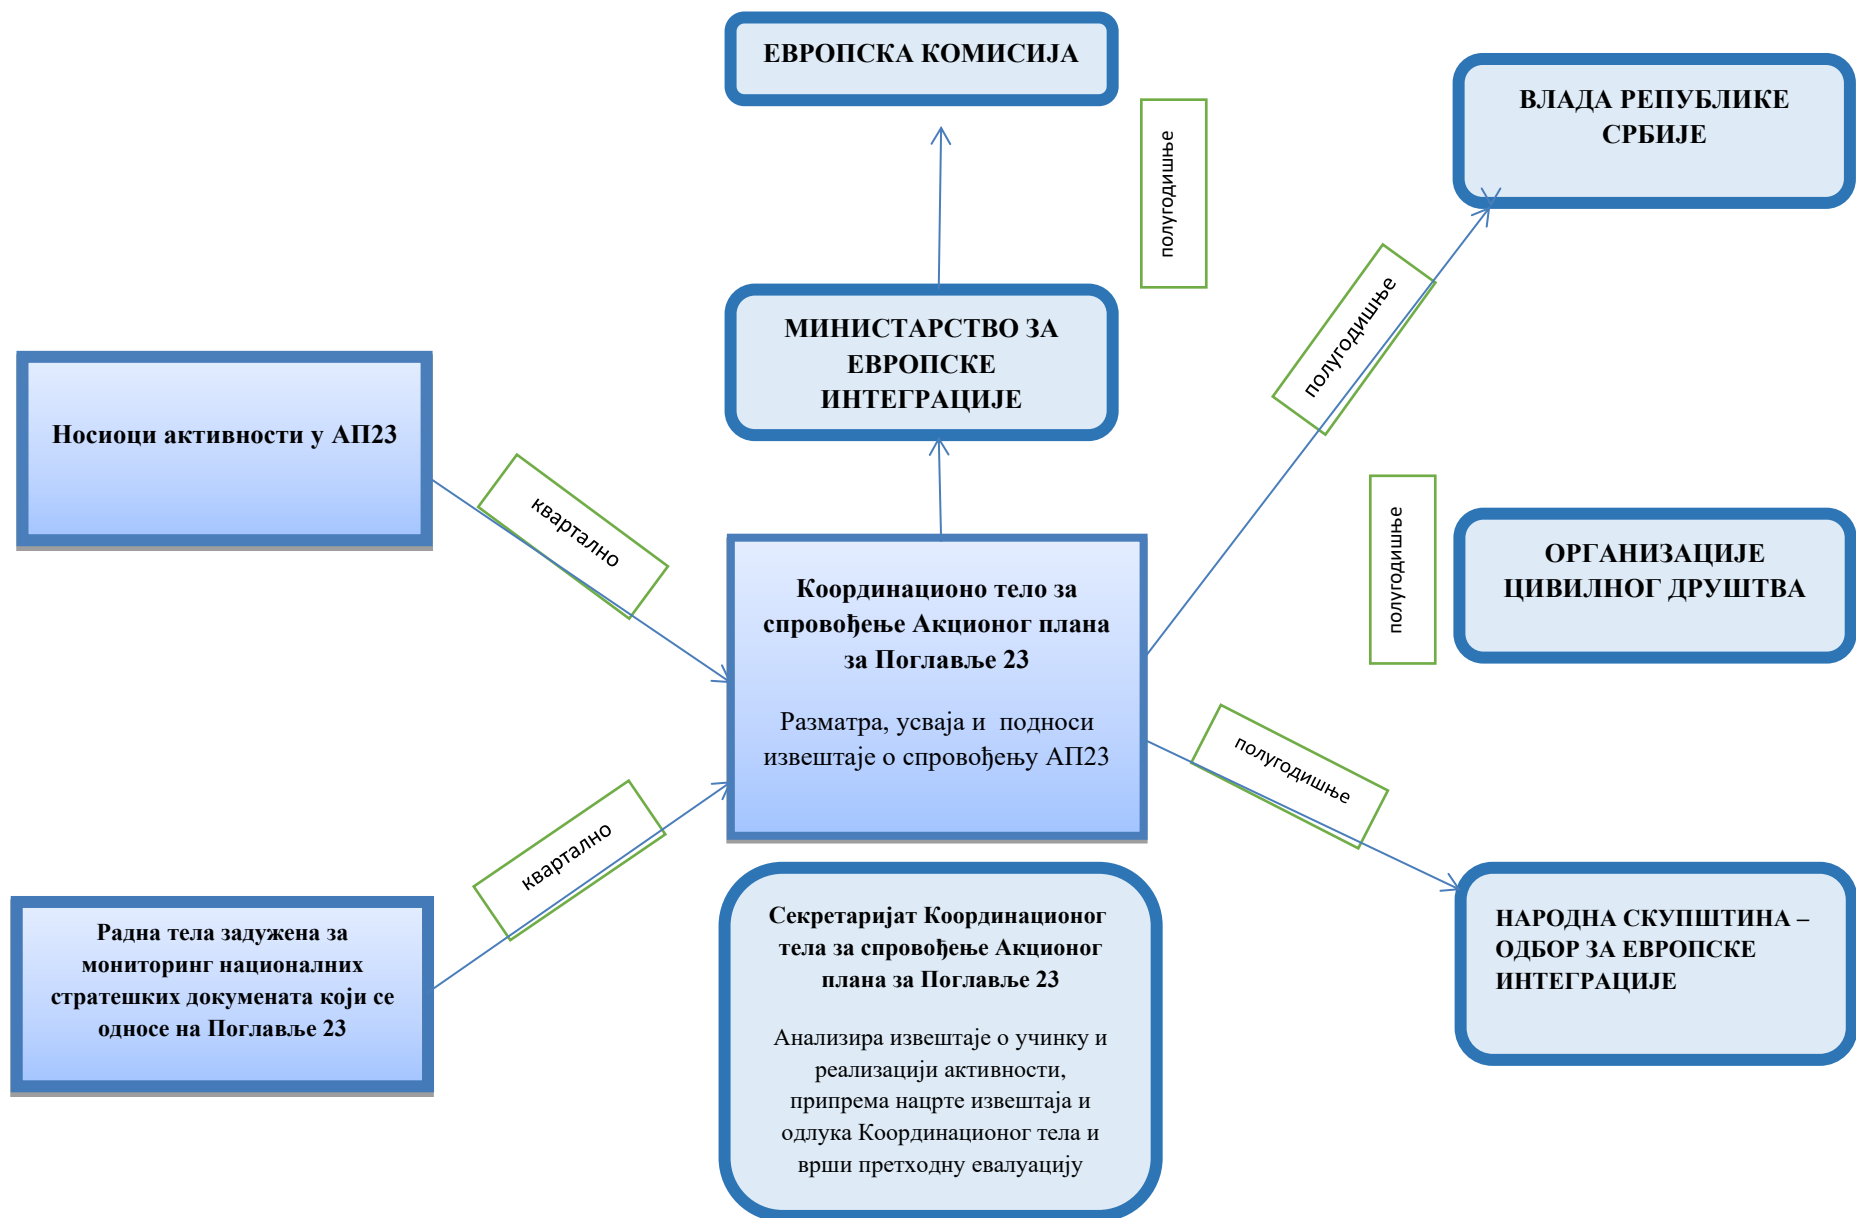 ЕВРОПСКА КОМИСИЈА
полугодишње
ВЛАДА РЕПУБЛИКЕ
СРБИЈЕ
МИНИСТАРСТВО ЗА
ЕВРОПСКЕ
ИНТЕГРАЦИЈЕ
полугодишње
Носиоци активности у АП23
квартално
Координационо тело за
спровођење Акционог плана
за Поглавље 23
Разматра, усваја и подноси
извештаје о спровођењу АП23
полугодишње
ОРГАНИЗАЦИЈЕ
ЦИВИЛНОГ ДРУШТВА
полугодишње
квартално
Радна тела задужена за
мониторинг националних
стратешких докумената који се
односе на Поглавље 23
Секретаријат Координационог
тела за спровођење Акционог
плана за Поглавље 23
Анализира извештаје о учинку и
реализацији активности,
припрема нацрте извештаја и
одлука Координационог тела и
врши претходну евалуацију
НАРОДНА СКУПШТИНА –
ОДБОР ЗА ЕВРОПСКЕ
ИНТЕГРАЦИЈЕ